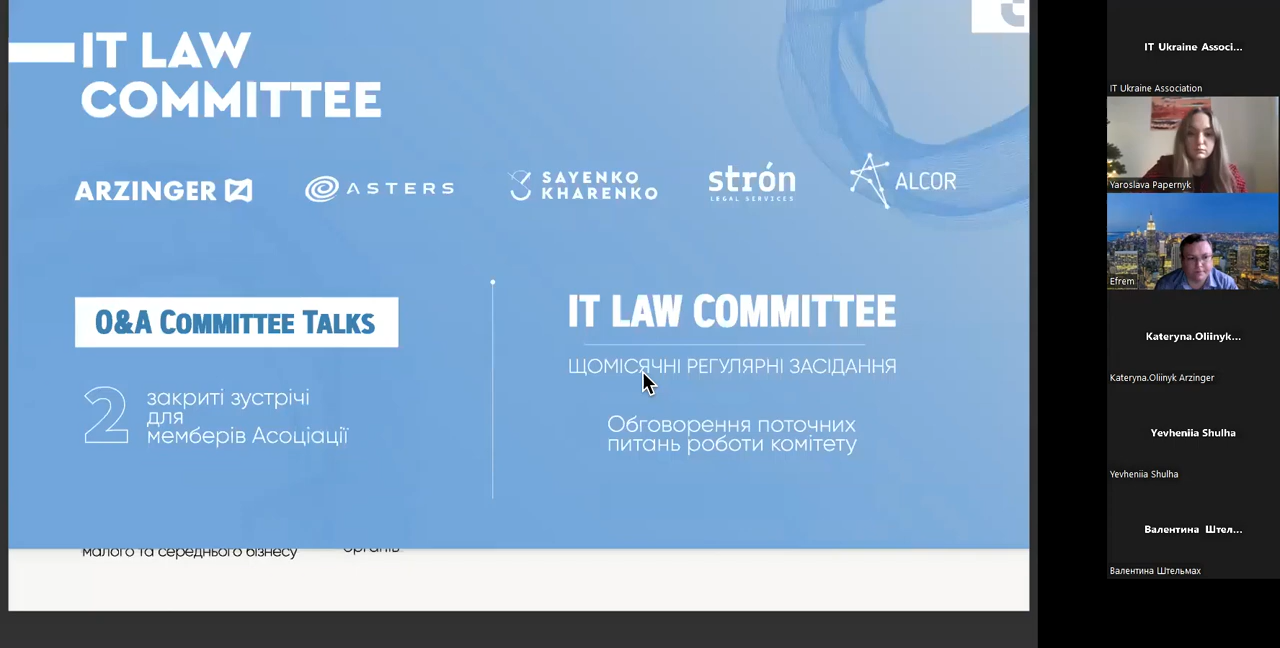 IT LAW
COMMITTEE
ARZINGER
ASTERS
SAYENKO
KHARENKO
strón
LEGAL SERVICES
ALCOR
Q&A COMMITTEE TALKS
2
закриті зустрічі
для
мемберів Асоціації
IT LAW COMMITTEE
ЩОМІСЯЧНІ РЕГУЛЯРНІ ЗАСІДАННЯ
Обговорення поточних
питань роботи комітету
малого та середнього бізнесу
органів
IT Ukraine Associ...
IT Ukraine Association
Yaroslava Papernyk
Efrem
Kateryna.Oliinyk...
Kateryna.Oliinyk Arzinger
Yevheniia Shulha
Yevheniia Shulha
Валентина Штел...
Валентина Штельмах